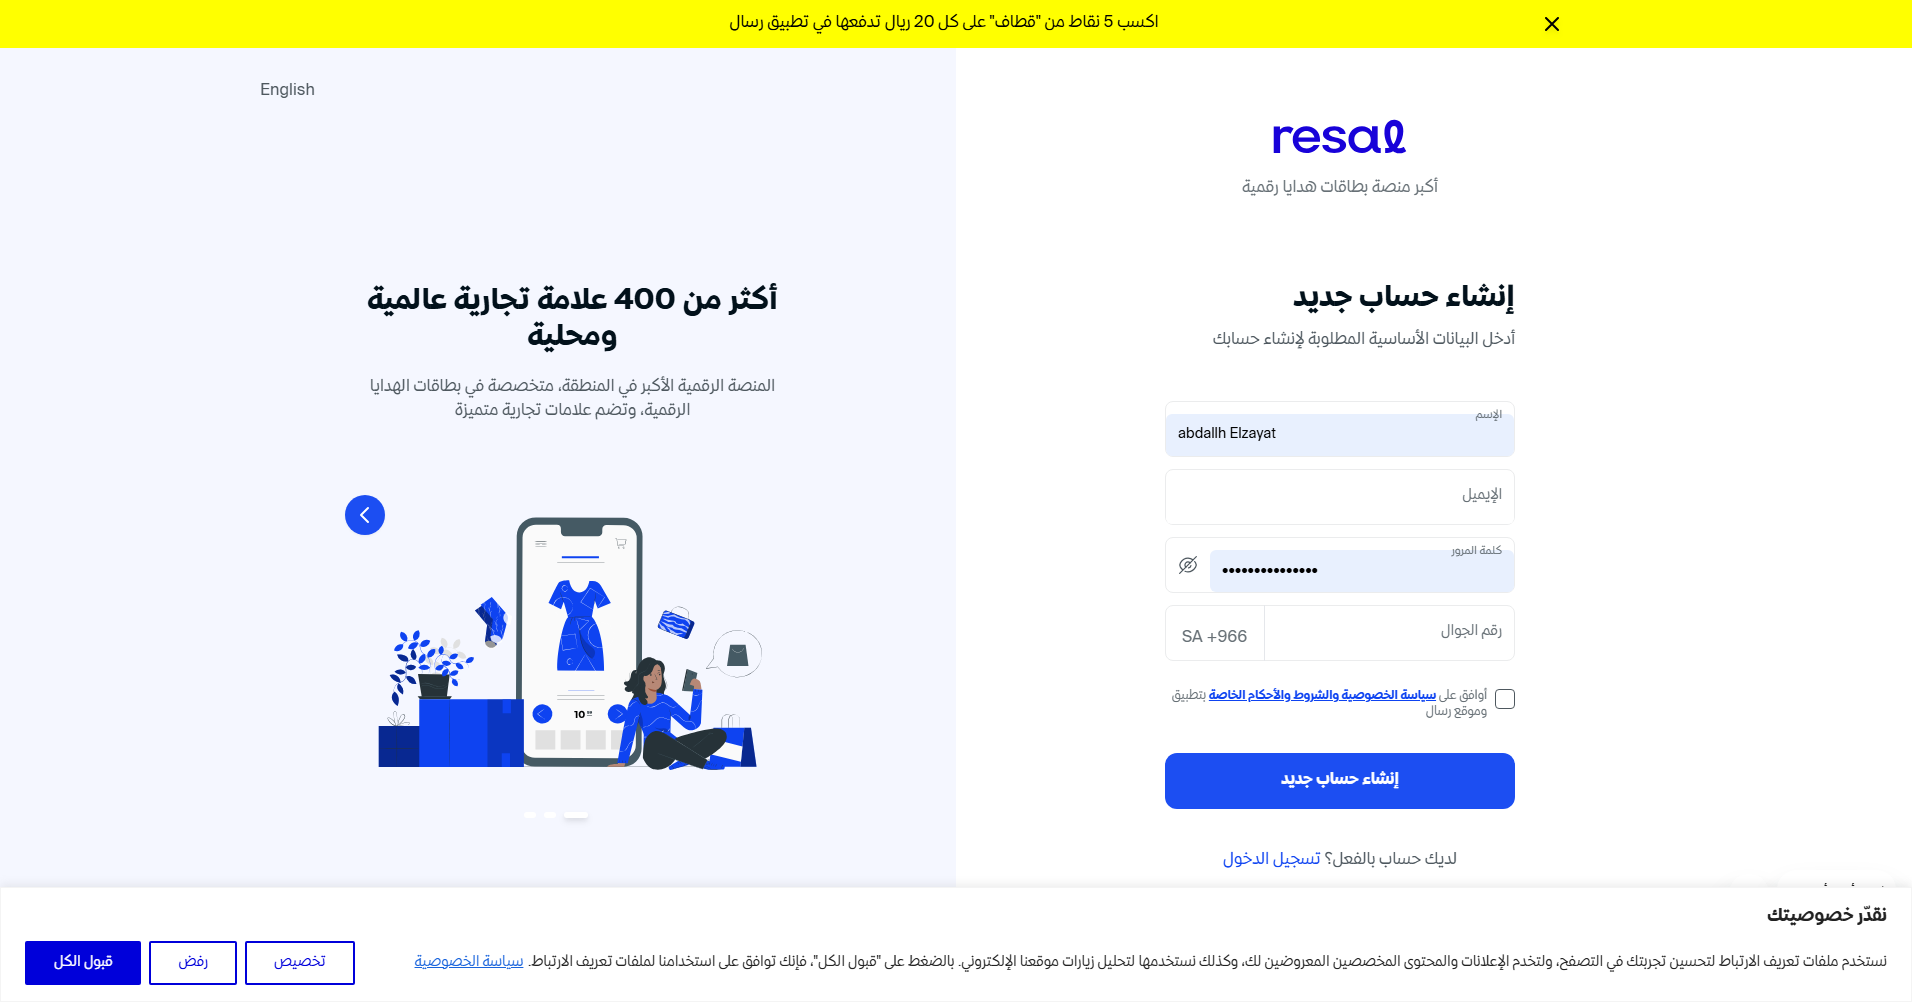 اكسب 5 نقاط من "قطاف" على كل 20 ريال تدفعها في تطبيق رسال
English
resal
أكبر منصة بطاقات هدايا رقمية
إنشاء حساب جديد
أدخل البيانات الأساسية المطلوبة لإنشاء حسابك
الإسم
abdallh Elzayat
الإيميل
كلمة المرور
•••••••••••••••
رقم الجوال
SA +966
أوافق على سياسة الخصوصية والشروط والأحكام الخاصة بتطبيق
وموقع رسال
إنشاء حساب جديد
لديك حساب بالفعل؟ تسجيل الدخول
أكثر من 400 علامة تجارية عالمية
ومحلية
المنصة الرقمية الأكبر في المنطقة، متخصصة في بطاقات الهدايا
الرقمية، وتضم علامات تجارية متميزة
10
نقدّر خصوصيتك
نستخدم ملفات تعريف الارتباط لتحسين تجربتك في التصفح، ولتخدم الإعلانات والمحتوى المخصصين المعروضين لك، وكذلك نستخدمها لتحليل زيارات موقعنا الإلكتروني. بالضغط على "قبول الكل"، فإنك توافق على استخدامنا لملفات تعريف الارتباط. سياسة الخصوصية
تخصيص
رفض
قبول الكل